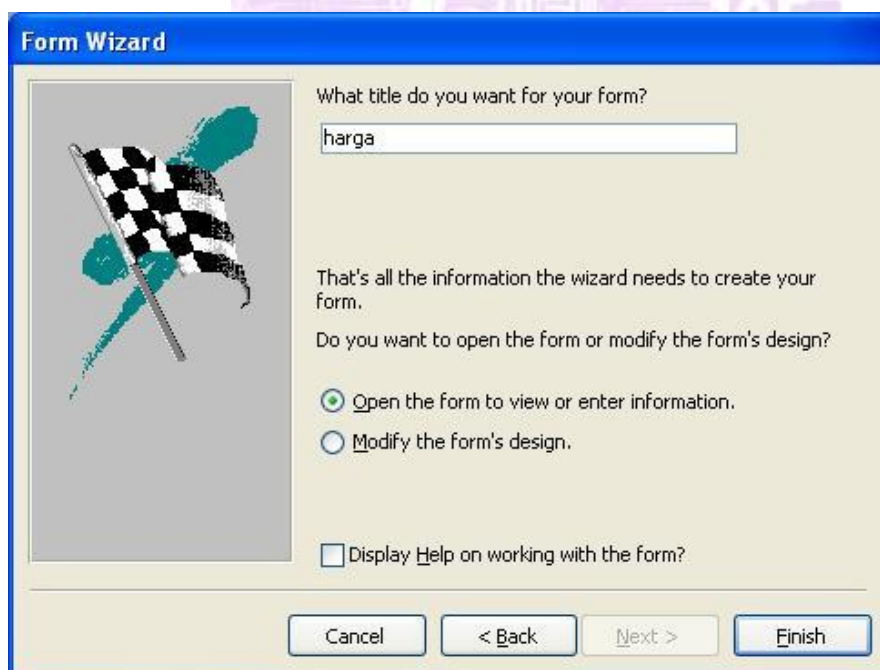 Form Wizard
What title do you want for your form?
harga
That's all the information the wizard needs to create your
form.
Do you want to open the form or modify the form's design?
Open the form to view or enter information.
Modify the form's design.
Display Help on working with the form?
Cancel
< Back
Next >
Finish